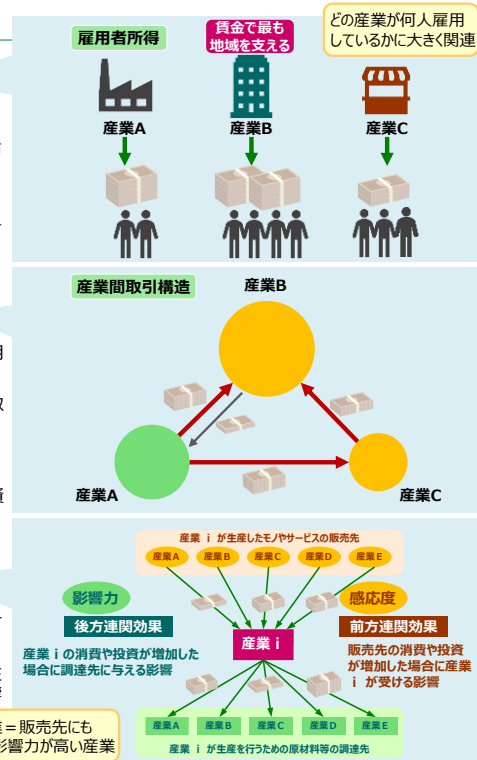 雇用者所得
賃金で最も
地域を支える
どの産業が何人雇用
しているかに大きく関連
産業A
産業B
産業C
産業間取引構造
産業B
産業A
産業C
産業 i が生産したモノやサービスの販売先
産業A
産業B
産業C
産業D
産業E
影響力
感応度
後方連関効果
産業 i
前方連関効果
産業 i の消費や投資が増加した
場合に調達先に与える影響
販売先の消費や投資
が増加した場合に産業
i が受ける影響
産業A
産業B
産業C
産業D
産業E
産業 i が生産を行うための原材料等の調達先
業＝販売先にも
影響力が高い産業